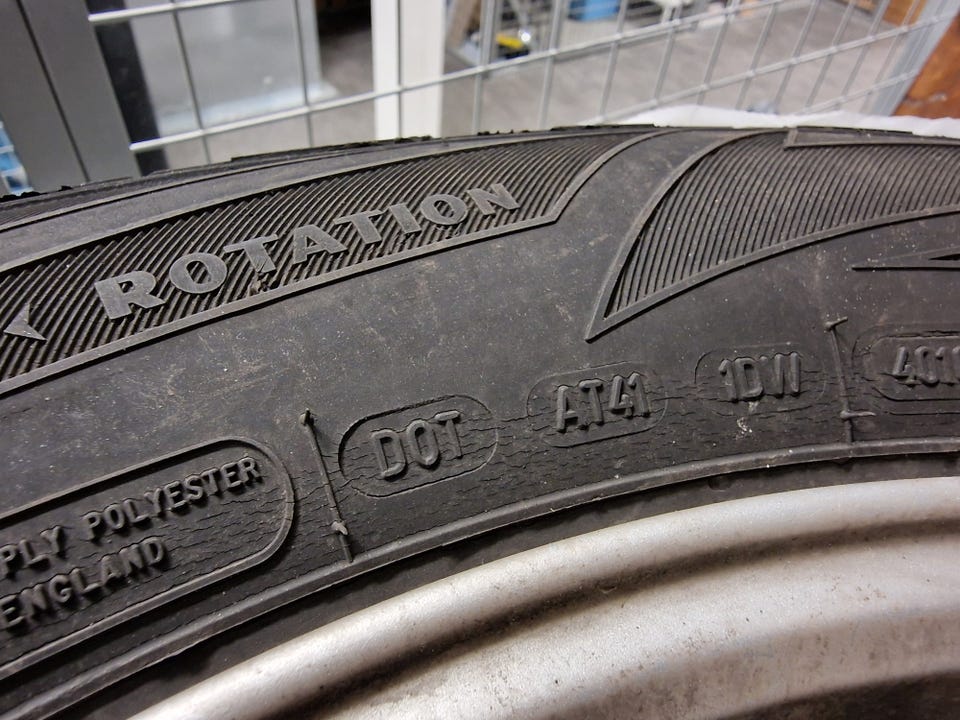 ROTATION
DOT AT41 1DW
PLY POLYESTER
ENGLAND